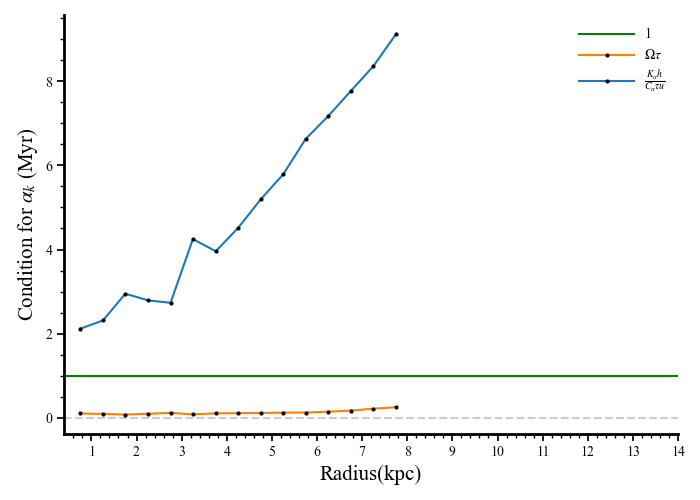 1
Ωτ
K_α h / C_α τ u
Condition for α_k (Myr)
8
6
4
2
0
1 2 3 4 5 6 7 8 9 10 11 12 13 14
Radius(kpc)